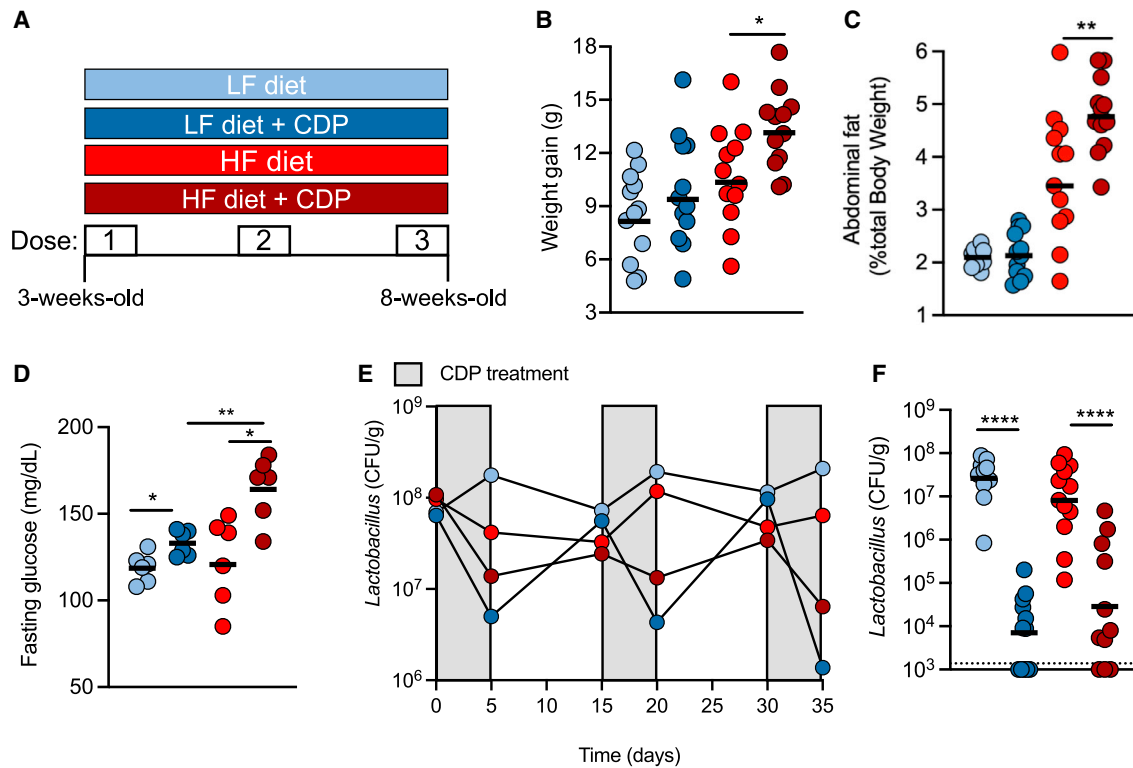 A
LF diet
LF diet + CDP
HF diet
HF diet + CDP
Dose: 1 2 3
3-weeks-old 8-weeks-old
B
Weight gain (g)
18
15
12
9
6
3
*
C
Abdominal fat
(%total Body Weight)
6
5
4
3
2
1
**
D
Fasting glucose (mg/dL)
200
150
100
50
*
**
*
E
CDP treatment
Lactobacillus (CFU/g)
10⁹
10⁸
10⁷
10⁶
0 5 10 15 20 25 30 35
Time (days)
F
Lactobacillus (CFU/g)
10⁹
10⁸
10⁷
10⁶
10⁵
10⁴
10³
**** ****